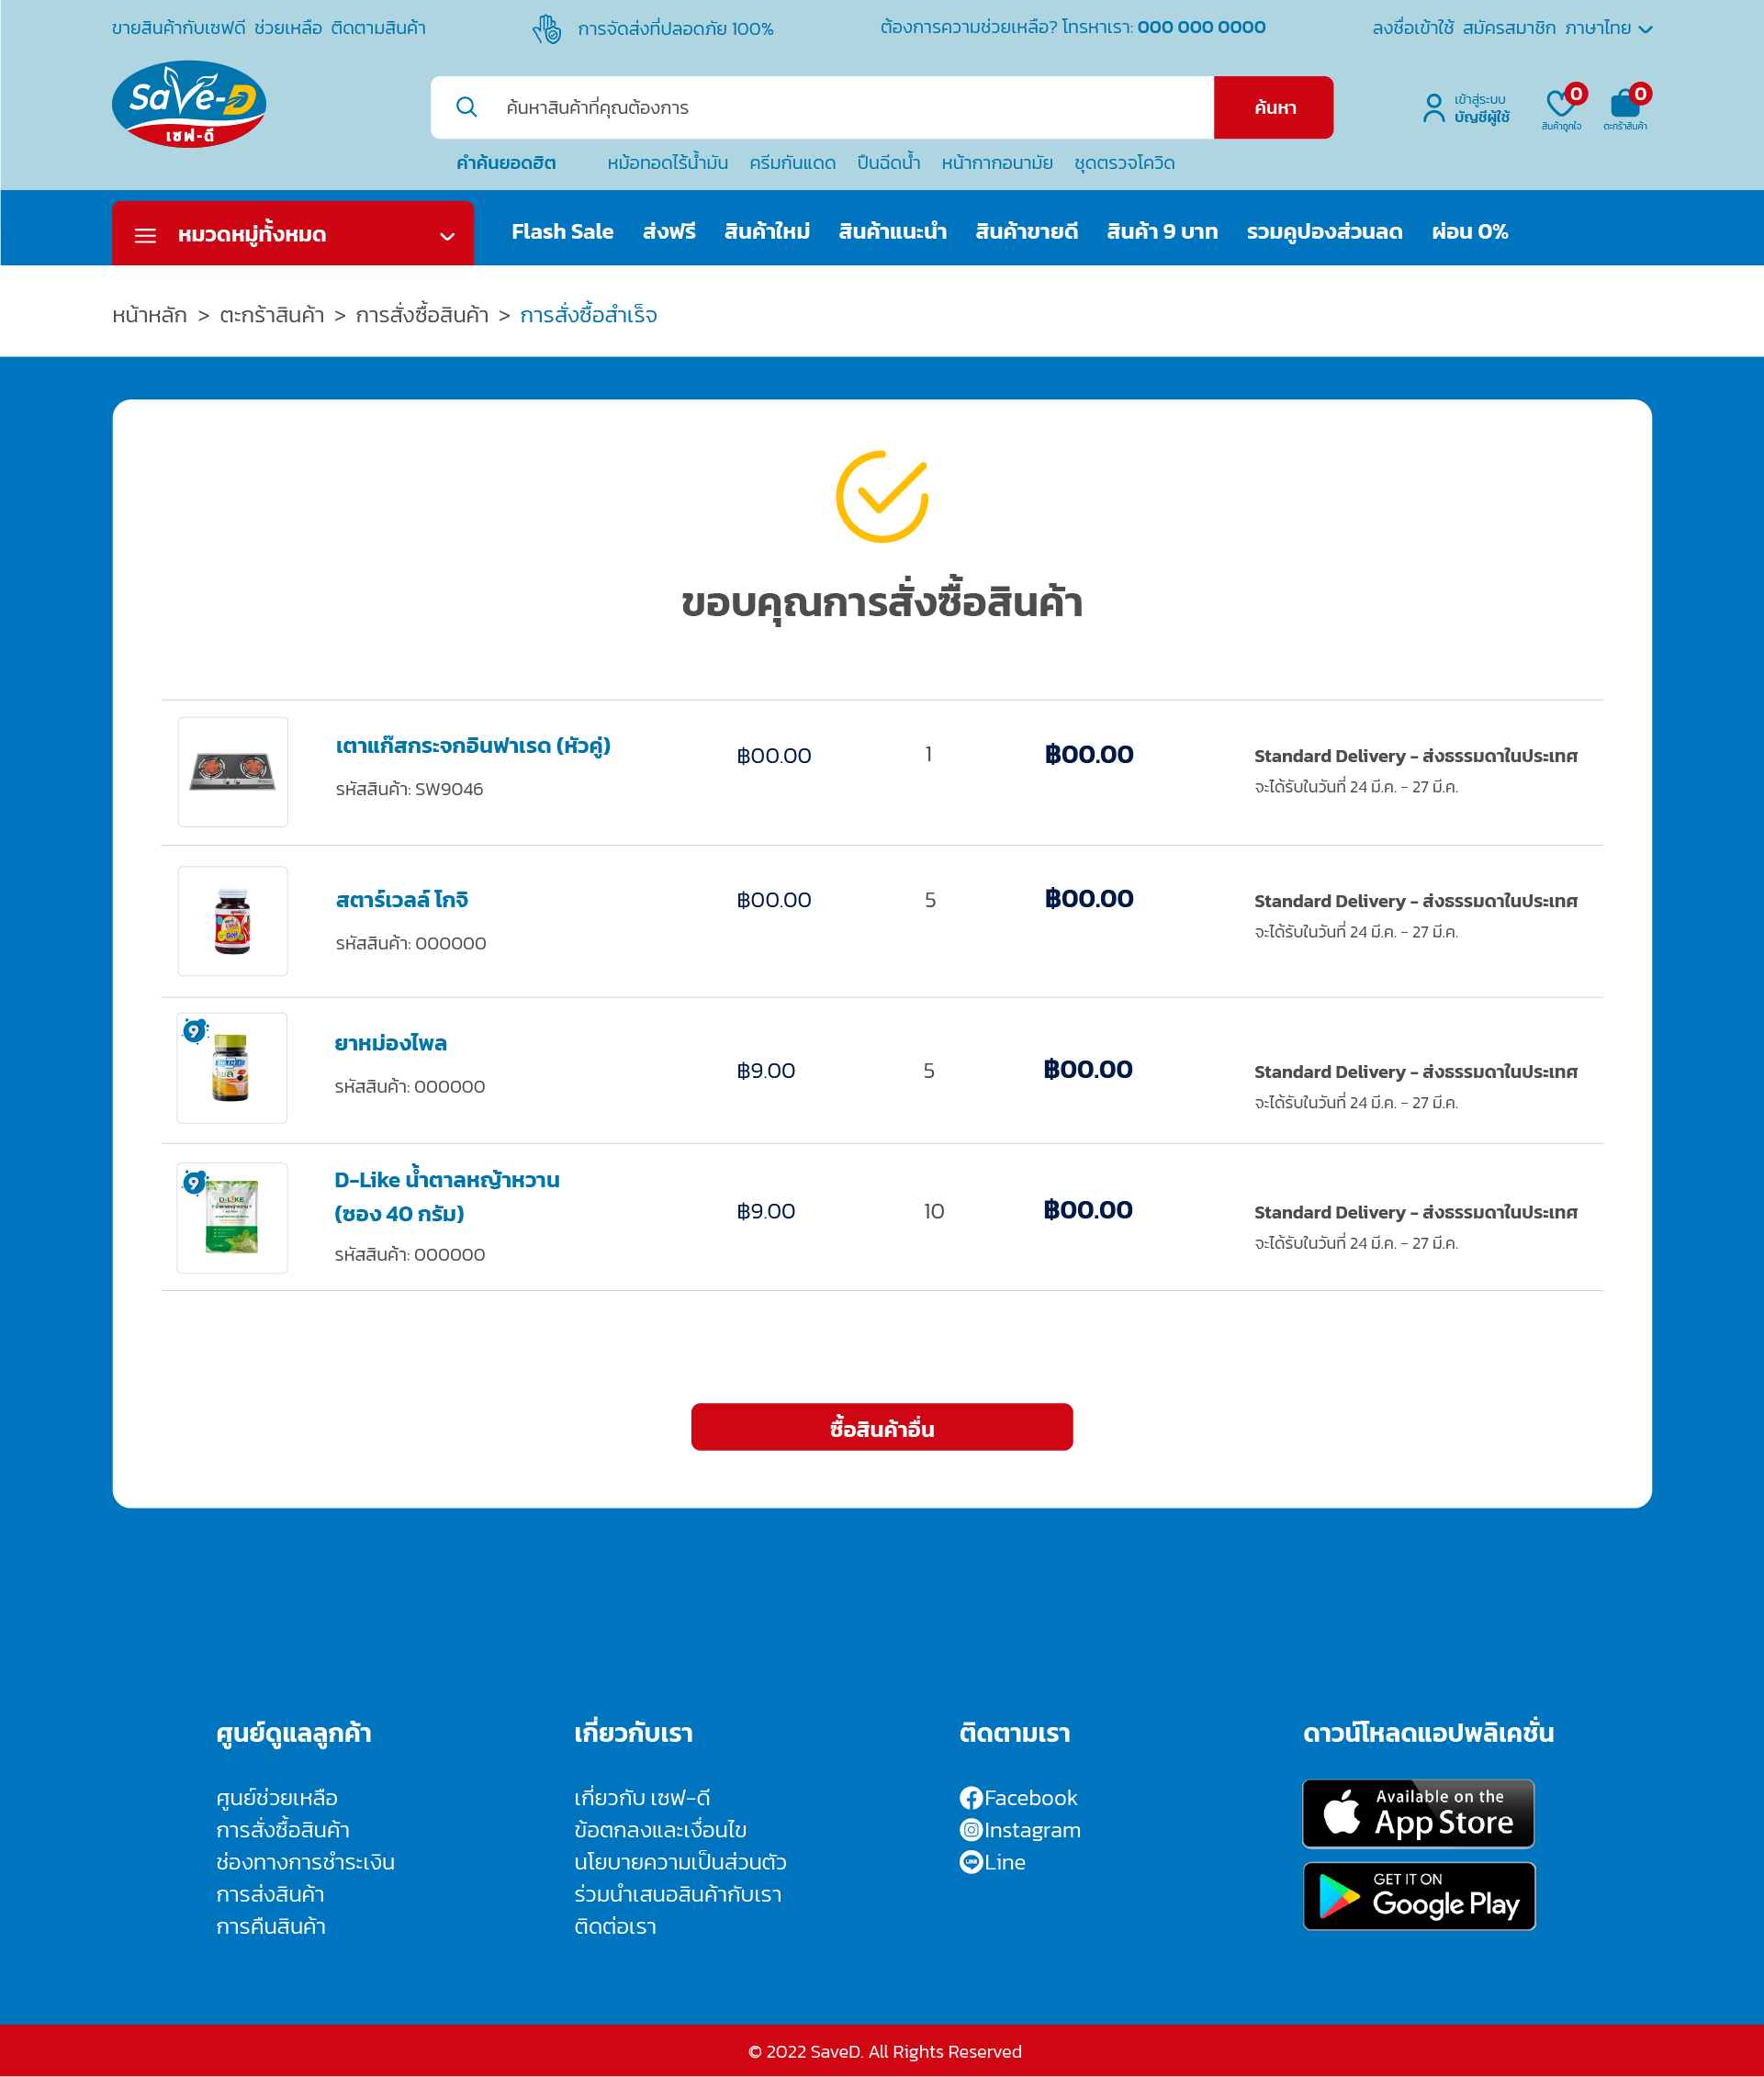 ขายสินค้ากับเซฟดี ช่วยเหลือ ติดตามสินค้า
การจัดส่งที่ปลอดภัย 100%
ต้องการความช่วยเหลือ? โทรหาเรา: 000 000 0000
ลงชื่อเข้าใช้ สมัครสมาชิก ภาษาไทย
SaVe-D
เซฟ-ดี
ค้นหาสินค้าที่คุณต้องการ
ค้นหา
เข้าสู่ระบบ
บัญชีผู้ใช้
0
สินค้าถูกใจ
0
ตะกร้าสินค้า
คำค้นยอดฮิต หม้อทอดไร้น้ำมัน ครีมกันแดด ปืนฉีดน้ำ หน้ากากอนามัย ชุดตรวจโควิด
หมวดหมู่ทั้งหมด
Flash Sale ส่งฟรี สินค้าใหม่ สินค้าแนะนำ สินค้าขายดี สินค้า 9 บาท รวมคูปองส่วนลด ผ่อน 0%
หน้าหลัก > ตะกร้าสินค้า > การสั่งซื้อสินค้า > การสั่งซื้อสำเร็จ
ขอบคุณการสั่งซื้อสินค้า
เตาแก๊สกระจกอินฟาเรด (หัวคู่)
รหัสสินค้า: SW9046
฿00.00
1
฿00.00
Standard Delivery - ส่งธรรมดาในประเทศ
จะได้รับในวันที่ 24 มี.ค. - 27 มี.ค.
สตาร์เวลล์ โกจิ
รหัสสินค้า: 000000
฿00.00
5
฿00.00
Standard Delivery - ส่งธรรมดาในประเทศ
จะได้รับในวันที่ 24 มี.ค. - 27 มี.ค.
9
ยาหม่องไพล
รหัสสินค้า: 000000
฿9.00
5
฿00.00
Standard Delivery - ส่งธรรมดาในประเทศ
จะได้รับในวันที่ 24 มี.ค. - 27 มี.ค.
9
D-LIKE
น้ำตาลหญ้าหวาน
D-Like น้ำตาลหญ้าหวาน
(ซอง 40 กรัม)
รหัสสินค้า: 000000
฿9.00
10
฿00.00
Standard Delivery - ส่งธรรมดาในประเทศ
จะได้รับในวันที่ 24 มี.ค. - 27 มี.ค.
ซื้อสินค้าอื่น
ศูนย์ดูแลลูกค้า
ศูนย์ช่วยเหลือ
การสั่งซื้อสินค้า
ช่องทางการชำระเงิน
การส่งสินค้า
การคืนสินค้า
เกี่ยวกับเรา
เกี่ยวกับ เซฟ-ดี
ข้อตกลงและเงื่อนไข
นโยบายความเป็นส่วนตัว
ร่วมนำเสนอสินค้ากับเรา
ติดต่อเรา
ติดตามเรา
Facebook
Instagram
LINE Line
ดาวน์โหลดแอปพลิเคชั่น
Available on the
App Store
GET IT ON
Google Play
© 2022 SaveD. All Rights Reserved